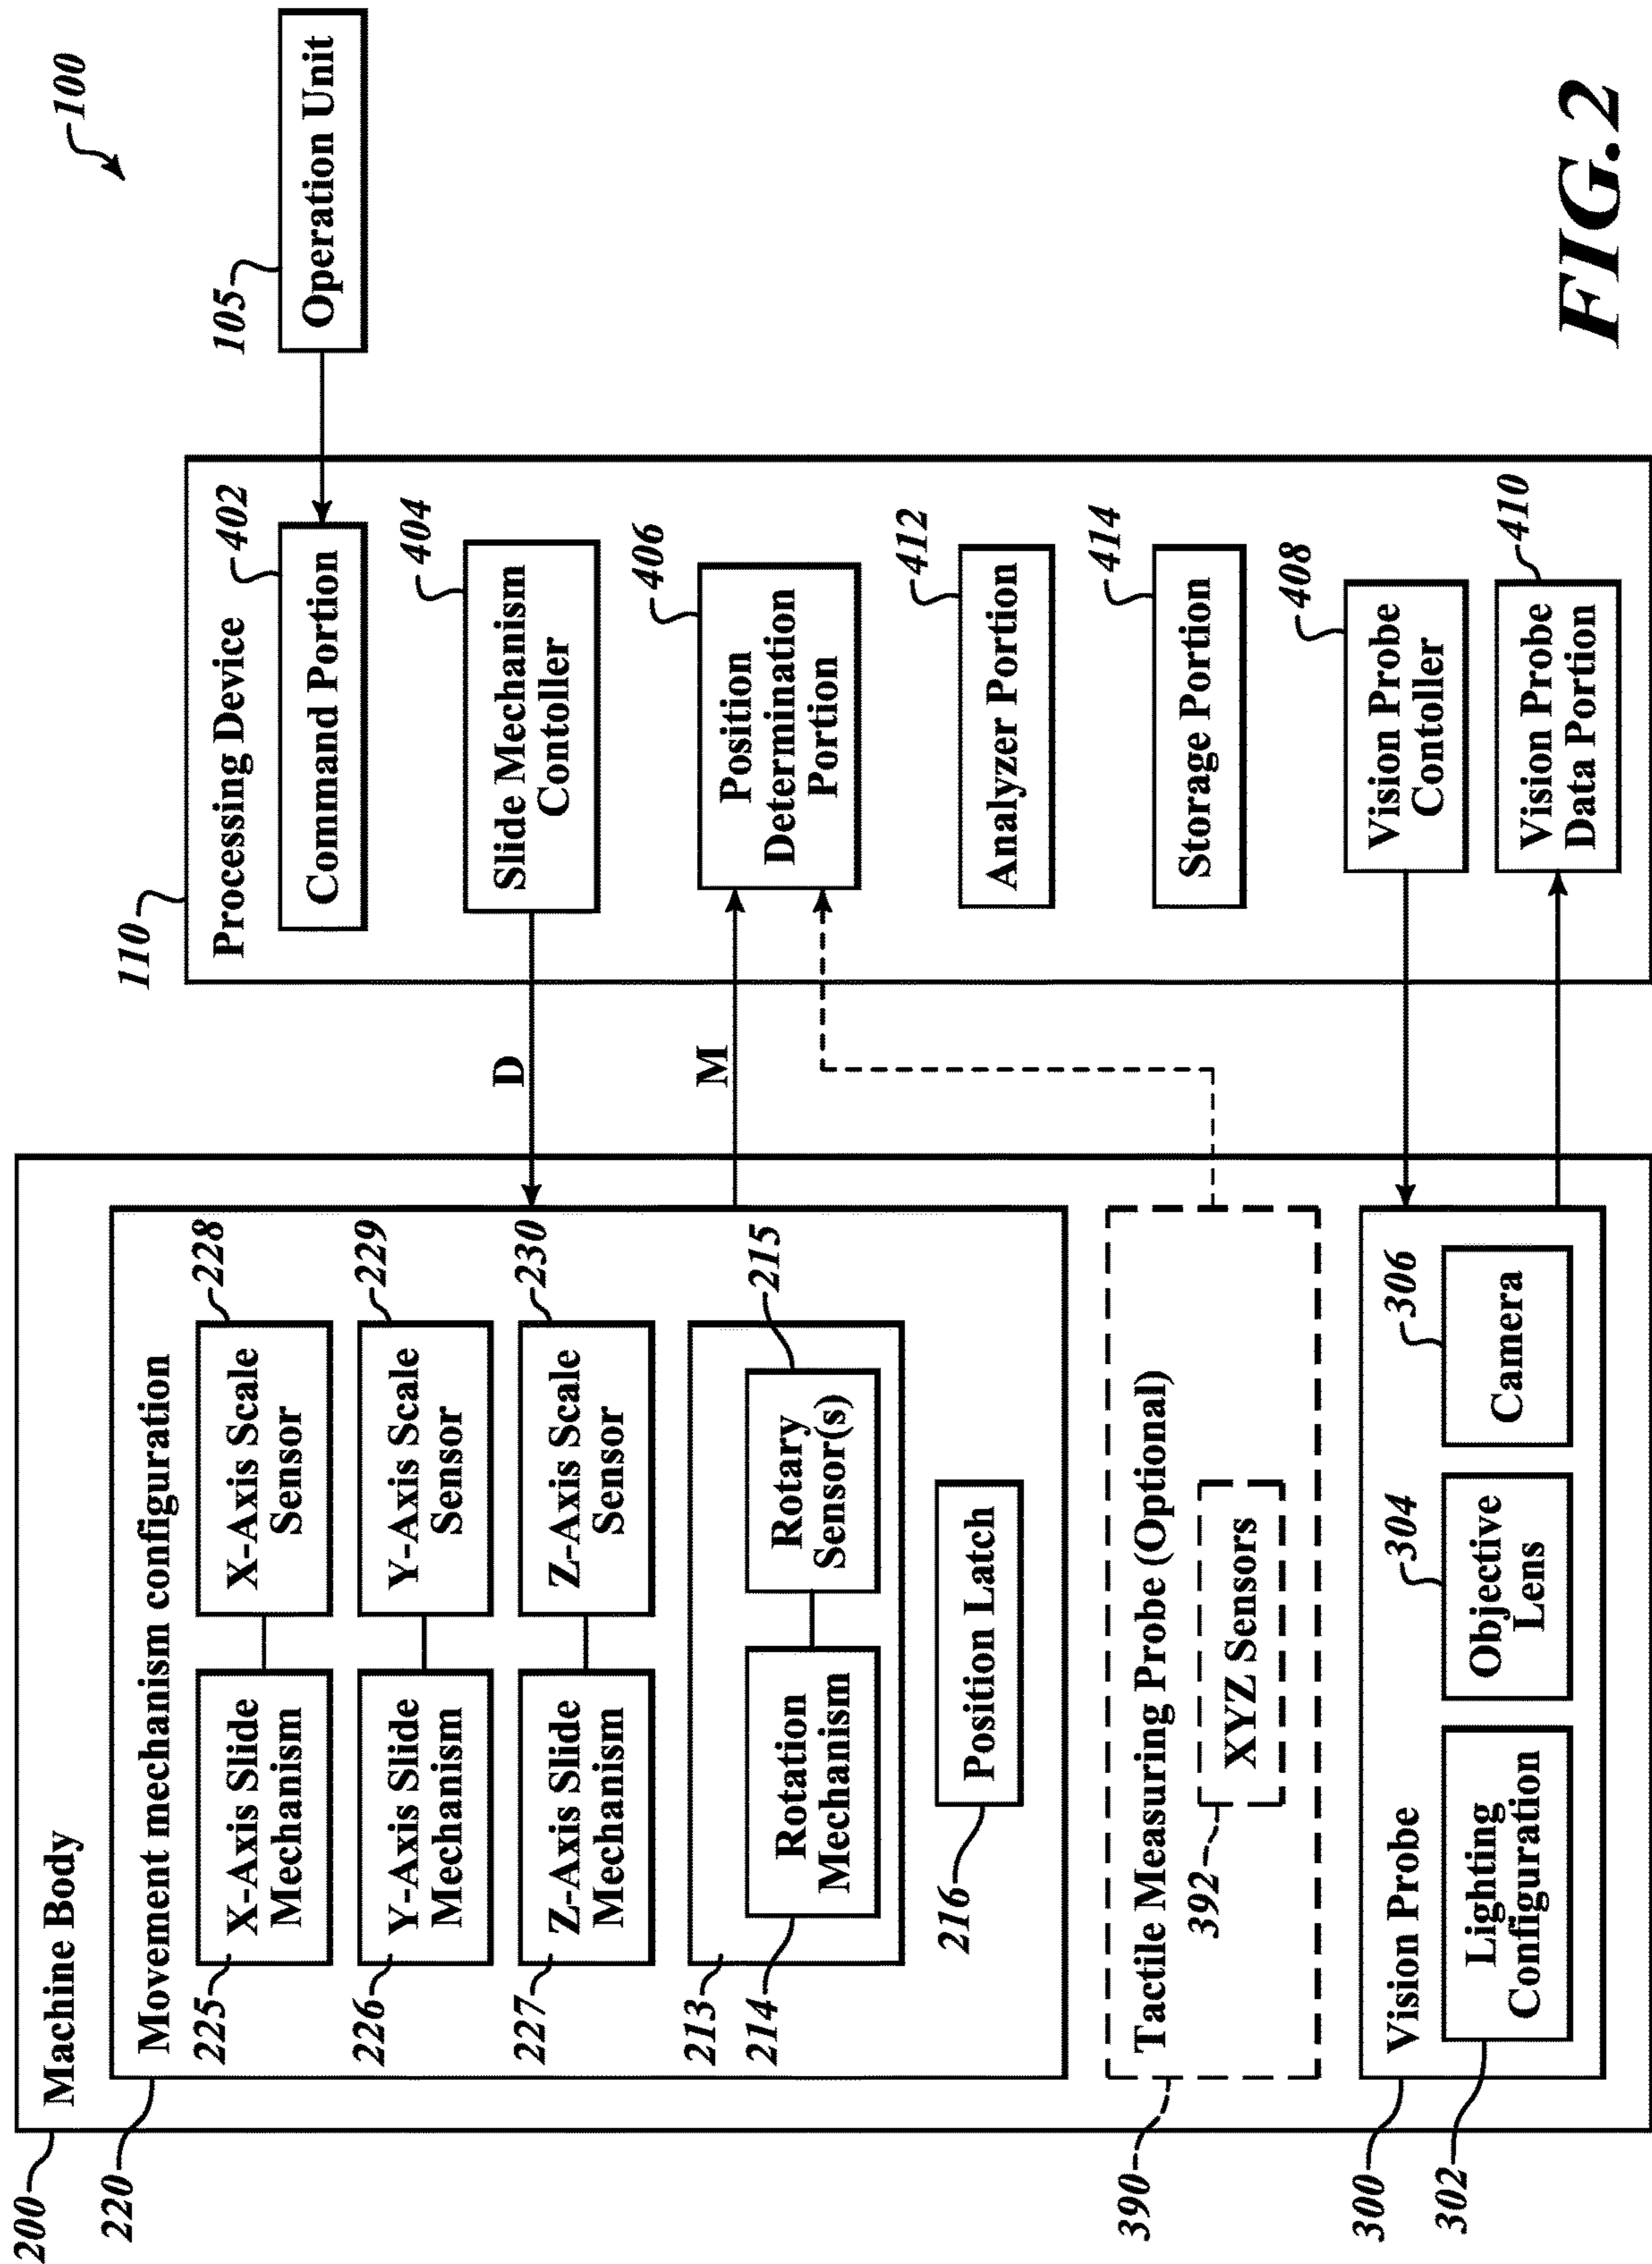 100
105
Operation Unit
110
Processing Device
402
Command Portion
404
Slide Mechanism
Contoller
406
Position
Determination
Portion
412
Analyzer Portion
414
Storage Portion
408
Vision Probe
Contoller
410
Vision Probe
Data Portion
D
M
200
Machine Body
220
Movement mechanism configuration
225
X-Axis Slide
Mechanism
228
X-Axis Scale
Sensor
226
Y-Axis Slide
Mechanism
229
Y-Axis Scale
Sensor
227
Z-Axis Slide
Mechanism
230
Z-Axis Scale
Sensor
213
214
Rotation
Mechanism
215
Rotary
Sensor(s)
216
Position Latch
390
Tactile Measuring Probe (Optional)
392
XYZ Sensors
300
Vision Probe
302
Lighting
Configuration
304
Objective
Lens
306
Camera
FIG.2